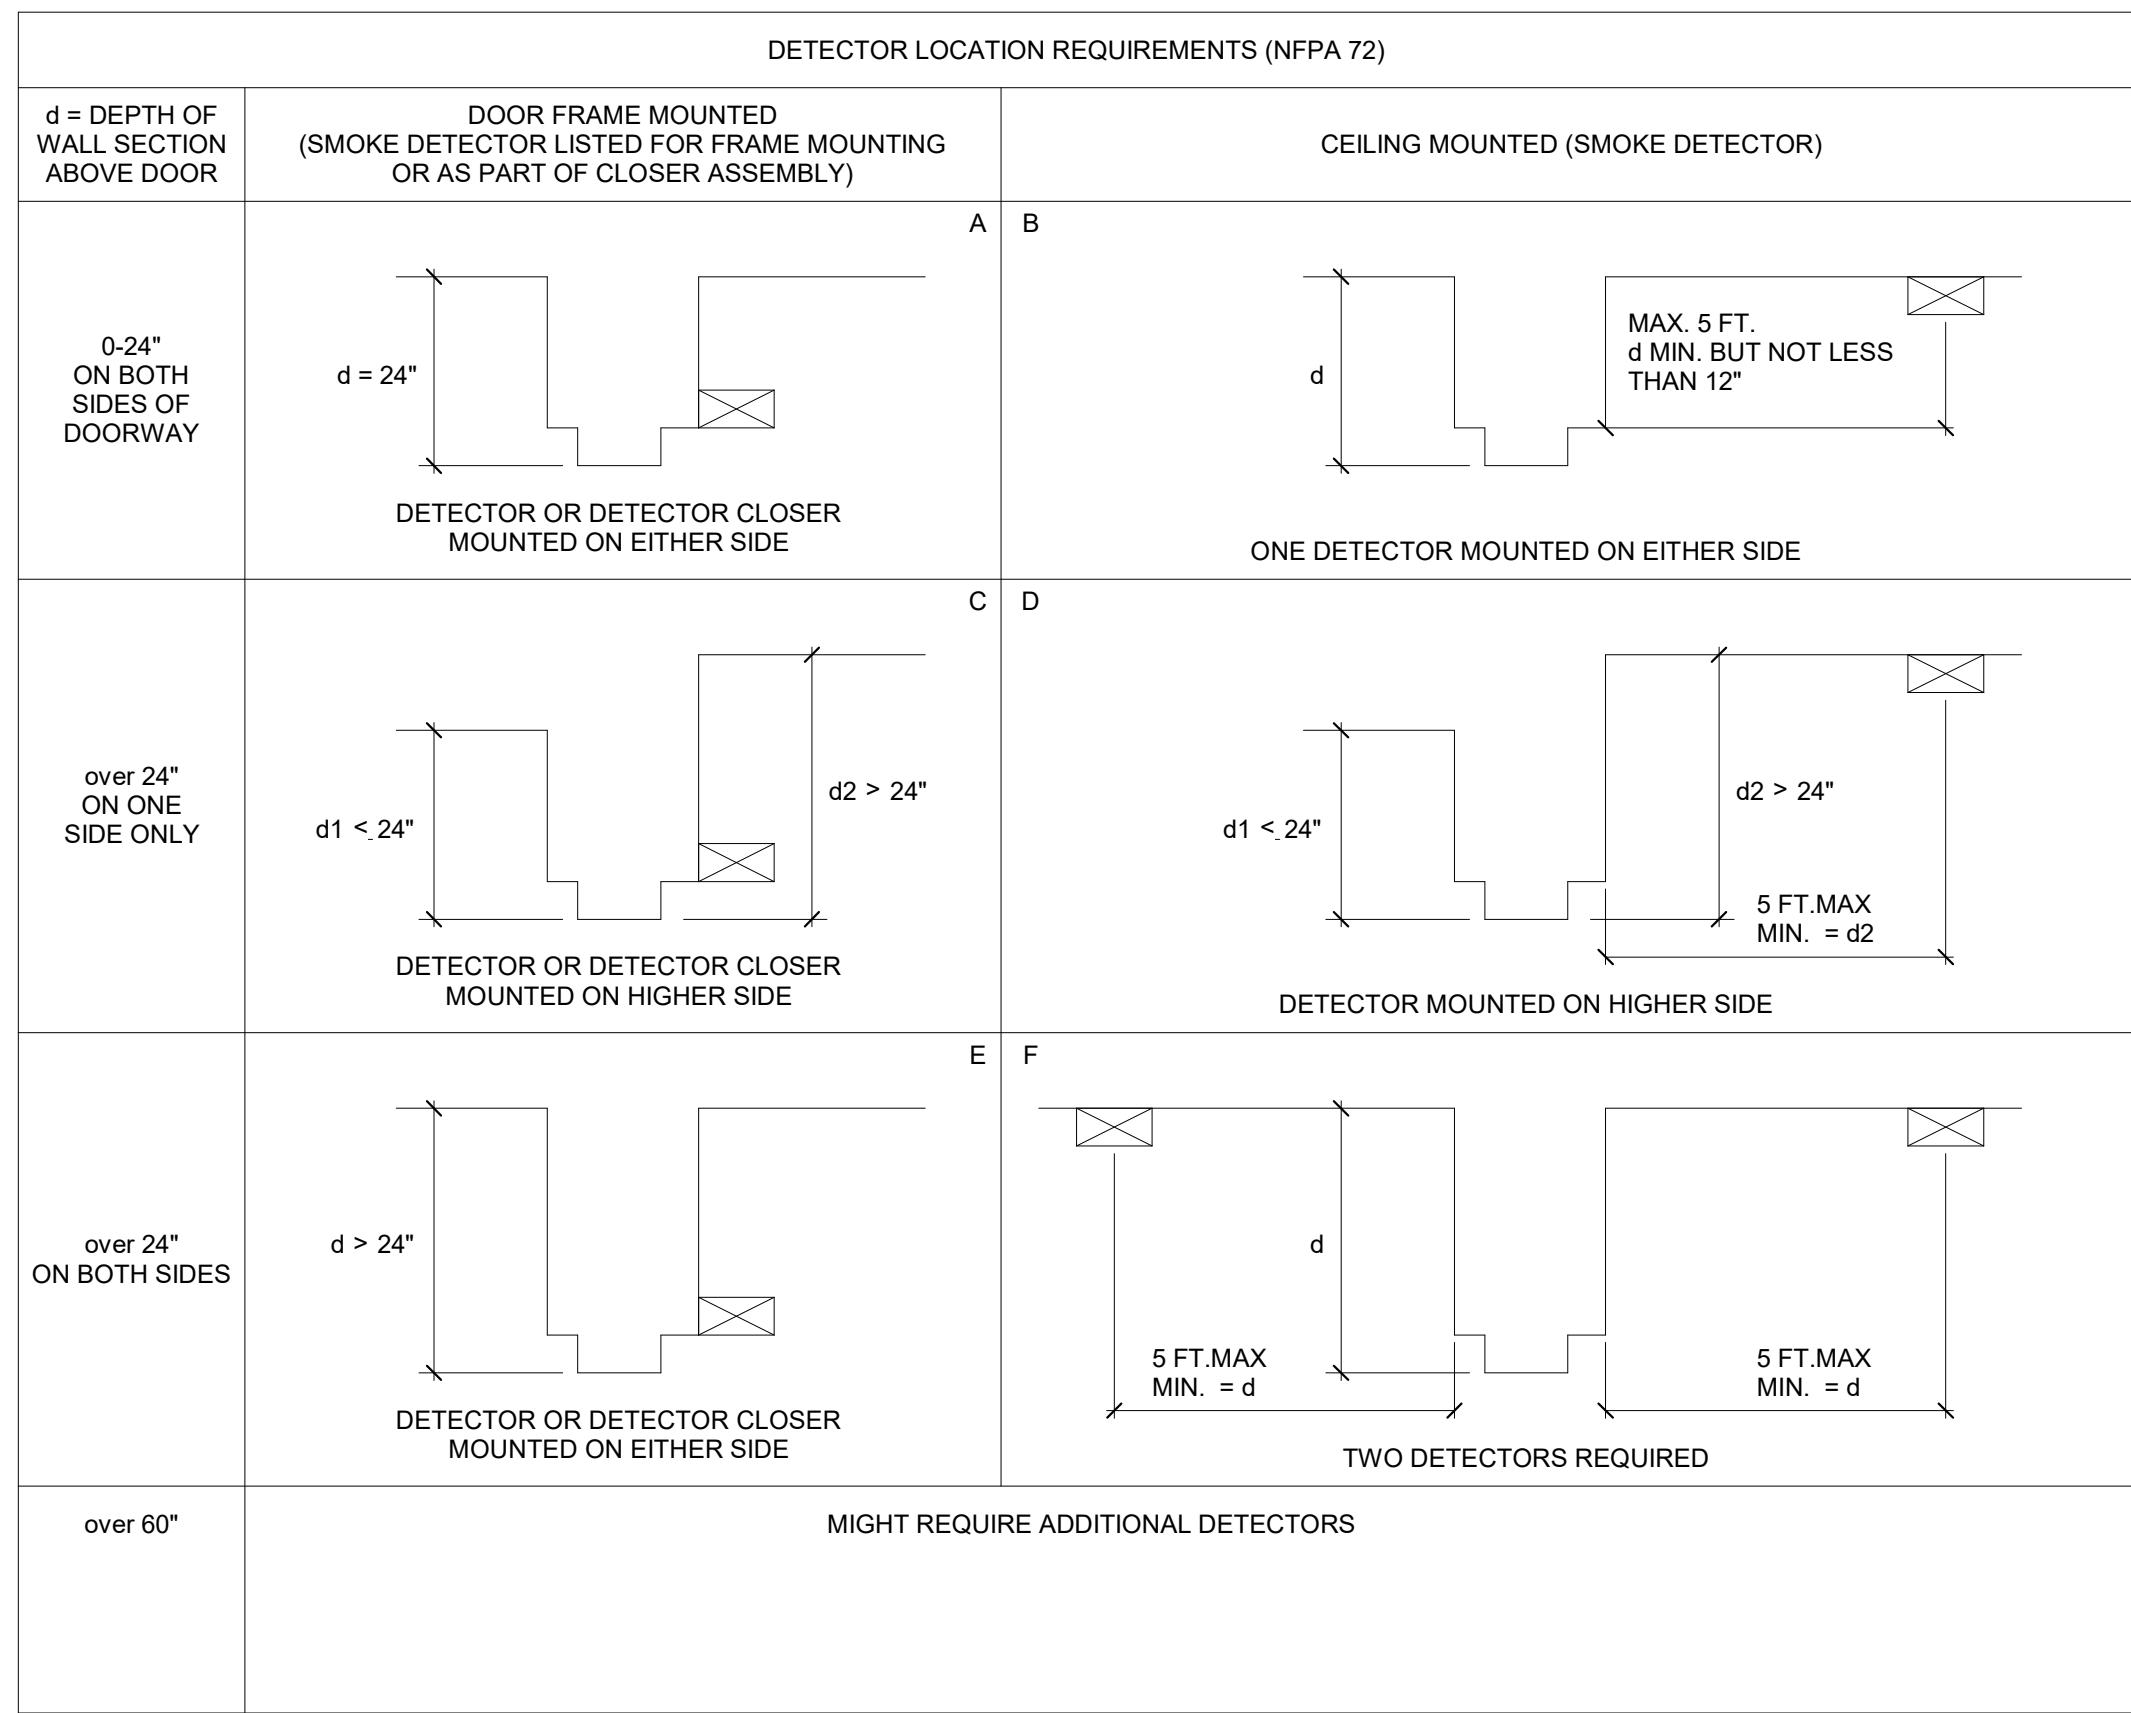 DETECTOR LOCATION REQUIREMENTS (NFPA 72)
d = DEPTH OF
WALL SECTION
ABOVE DOOR
DOOR FRAME MOUNTED
(SMOKE DETECTOR LISTED FOR FRAME MOUNTING
OR AS PART OF CLOSER ASSEMBLY)
CEILING MOUNTED (SMOKE DETECTOR)
0-24"
ON BOTH
SIDES OF
DOORWAY
A
d = 24"
DETECTOR OR DETECTOR CLOSER
MOUNTED ON EITHER SIDE
B
d
MAX. 5 FT.
d MIN. BUT NOT LESS
THAN 12"
ONE DETECTOR MOUNTED ON EITHER SIDE
over 24"
ON ONE
SIDE ONLY
C
d1 ≤ 24"
d2 > 24"
DETECTOR OR DETECTOR CLOSER
MOUNTED ON HIGHER SIDE
D
d1 ≤ 24"
d2 > 24"
5 FT.MAX
MIN. = d2
DETECTOR MOUNTED ON HIGHER SIDE
over 24"
ON BOTH SIDES
E
d > 24"
DETECTOR OR DETECTOR CLOSER
MOUNTED ON EITHER SIDE
F
d
5 FT.MAX
MIN. = d
5 FT.MAX
MIN. = d
TWO DETECTORS REQUIRED
over 60"
MIGHT REQUIRE ADDITIONAL DETECTORS